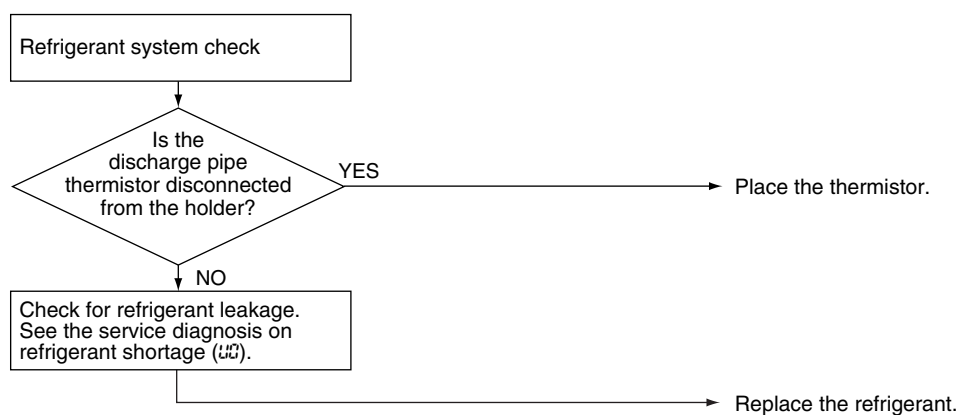 Refrigerant system check
Is the
discharge pipe
thermistor disconnected
from the holder?
YES
Place the thermistor.
NO
Check for refrigerant leakage.
See the service diagnosis on
refrigerant shortage (U0).
Replace the refrigerant.